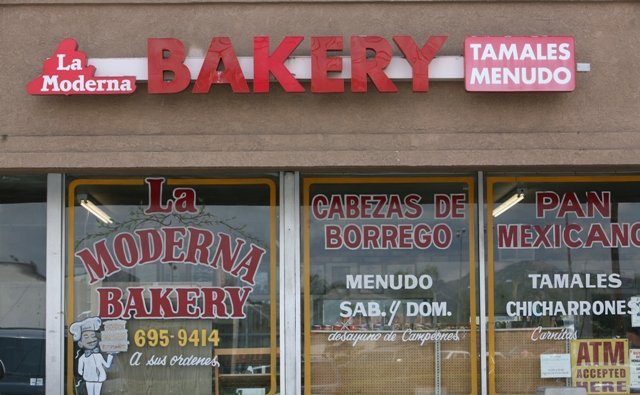 La
Moderna
BAKERY
TAMALES
MENUDO
La
MODERNA
BAKERY
695-9414
A sus ordenes
CABEZAS DE
BORREGO
MENUDO
SAB. Y DOM.
desayuno de Campeones
PAN
MEXICANO
TAMALES
CHICHARRONES
Carnitas
ATM
ACCEPTED
HERE